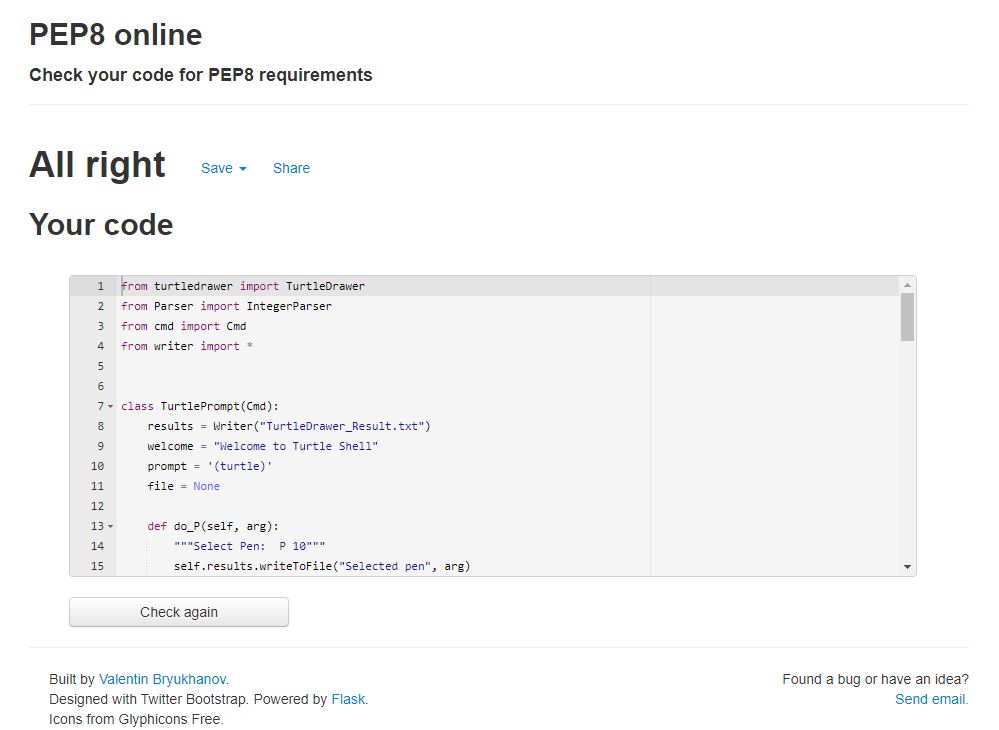 PEP8 online
Check your code for PEP8 requirements
All right Save Share
Your code
1 from turtledrawer import TurtleDrawer
2 from Parser import IntegerParser
3 from cmd import Cmd
4 from writer import *
5
6
7 class TurtlePrompt(Cmd):
8     results = Writer("TurtleDrawer_Result.txt")
9     welcome = "Welcome to Turtle Shell"
10     prompt = '(turtle)'
11     file = None
12
13     def do_P(self, arg):
14         """Select Pen:  P 10"""
15         self.results.writeToFile("Selected pen", arg)
Check again
Built by Valentin Bryukhanov.
Designed with Twitter Bootstrap. Powered by Flask.
Icons from Glyphicons Free.
Found a bug or have an idea?
Send email.